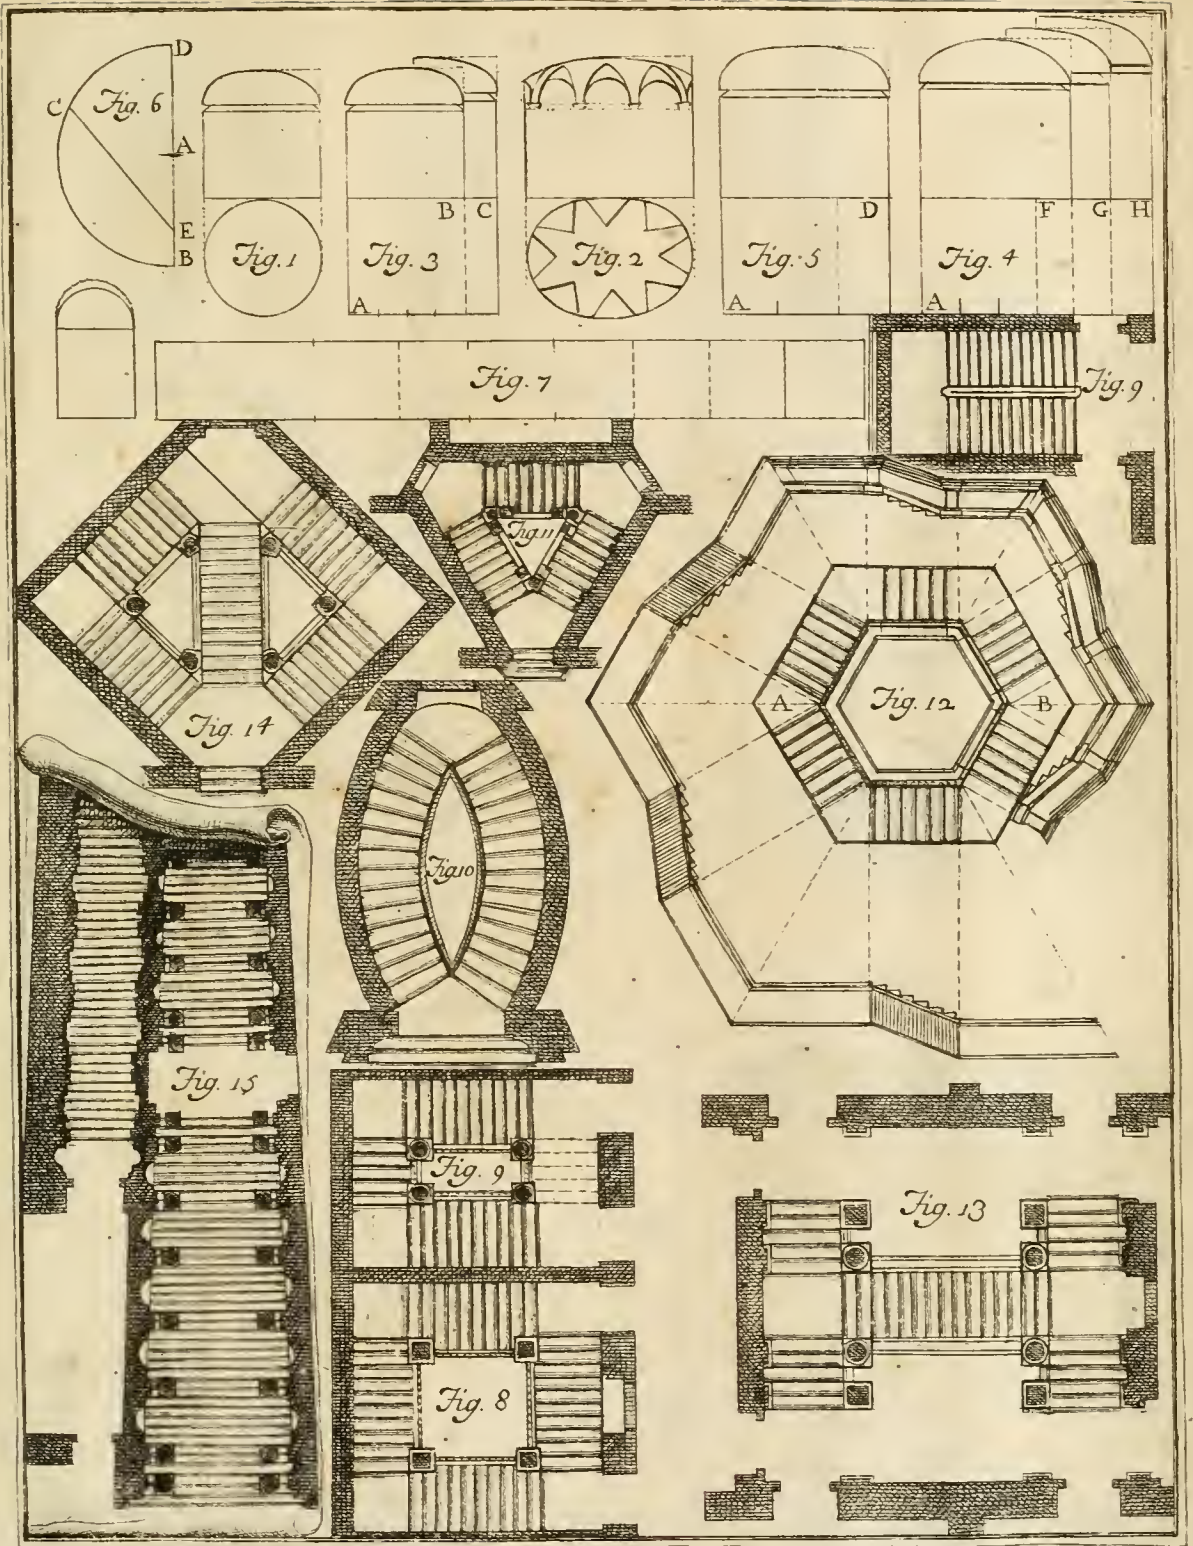 D
C
Fig. 6
A
E
B
Fig. 1
B C
Fig. 3
A
Fig. 2
D
Fig. 5
A
F G H
Fig. 4
A
Fig. 7
Fig. 9
Fig. 11
Fig. 14
A
Fig. 12
B
Fig. 10
Fig. 15
Fig. 9
Fig. 13
Fig. 8